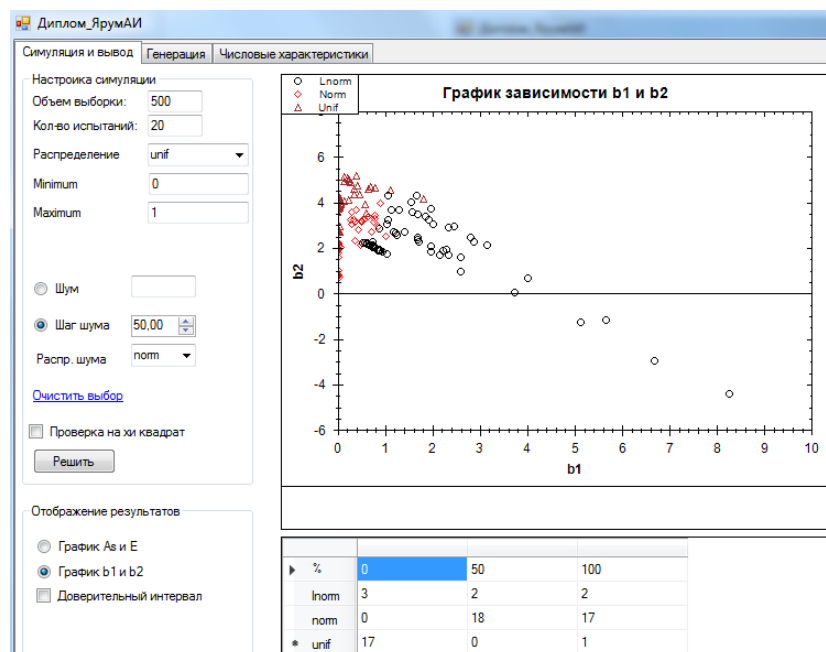 Диплом_ЯрумАИ
Симуляция и вывод Генерация Числовые характеристики
Настройка симуляции
Объем выборки: 500
Кол-во испытаний: 20
Распределение unif
Minimum 0
Maximum 1
Шум
Шаг шума 50,00
Распр. шума norm
Очистить выбор
Проверка на хи квадрат
Решить
Отображение результатов
График As и E
График b1 и b2
Доверительный интервал
Lnorm
Norm
Unif
График зависимости b1 и b2
b2
6
4
2
0
-2
-4
-6
0 1 2 3 4 5 6 7 8 9 10
b1
% 0 50 100
lnorm 3 2 2
norm 0 18 17
unif 17 0 1